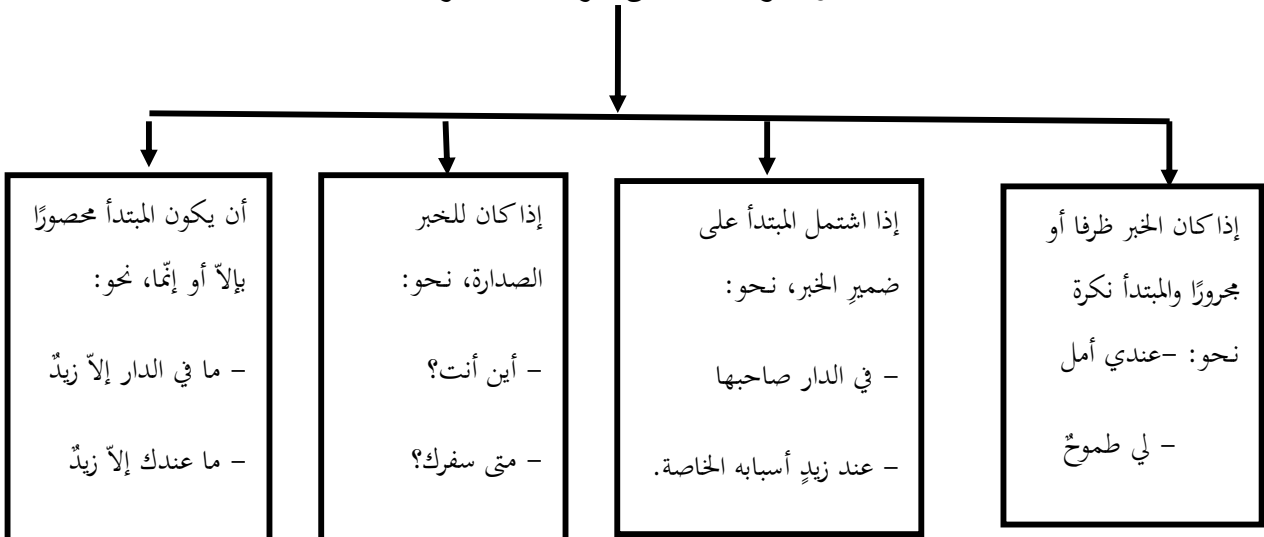 إذا كان الخبر ظرفا أو
مجرورًا والمبتدأ نكرة
نحو: –عندي أمل
– لي طموحٌ
إذا اشتمل المبتدأ على
ضميرِ الخبر، نحو:
– في الدار صاحبها
– عند زيدٍ أسبابه الخاصة.
إذا كان للخبر
الصدارة، نحو:
– أين أنت؟
– متى سفرك؟
أن يكون المبتدأ محصورًا
بإلاّ أو إنّما، نحو:
– ما في الدار إلاّ زيدٌ
– ما عندك إلاّ زيدٌ